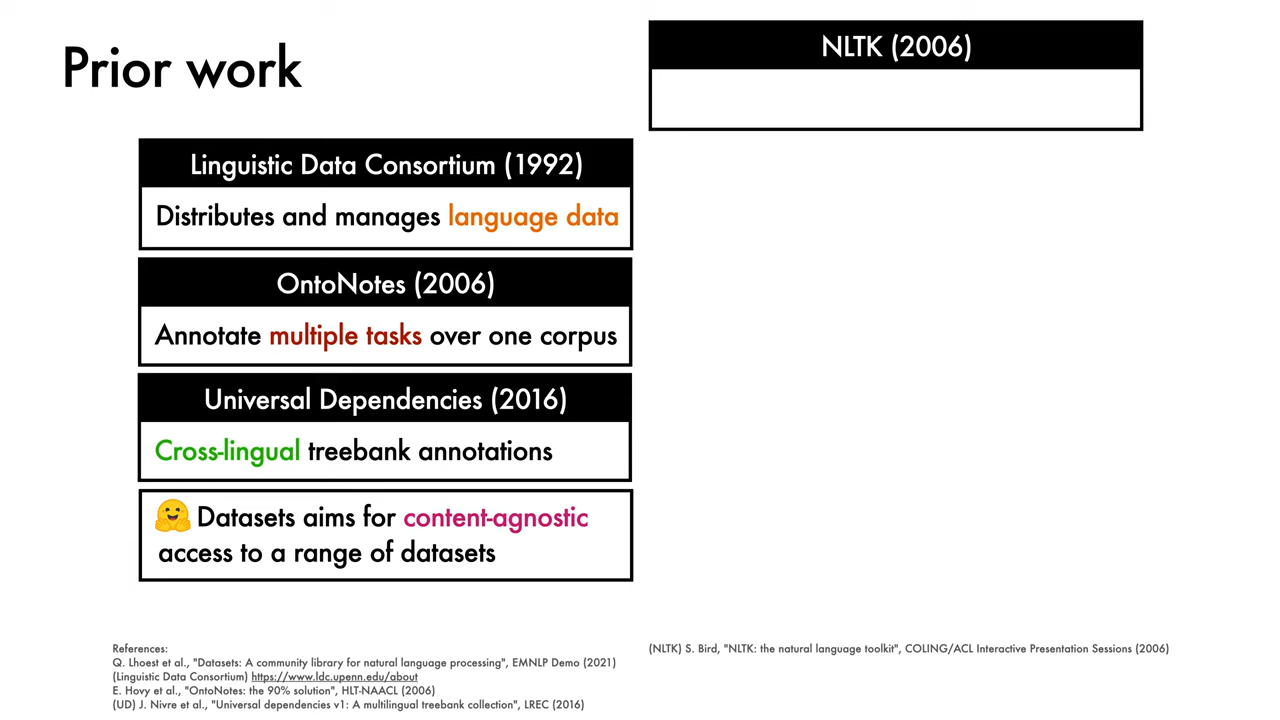 Prior work
Linguistic Data Consortium (1992)
Distributes and manages language data
OntoNotes (2006)
Annotate multiple tasks over one corpus
Universal Dependencies (2016)
Cross-lingual treebank annotations
🤗 Datasets aims for content-agnostic
access to a range of datasets
NLTK (2006)
References:
Q. Lhoest et al., "Datasets: A community library for natural language processing", EMNLP Demo (2021)
(Linguistic Data Consortium) https://www.ldc.upenn.edu/about
E. Hovy et al., "OntoNotes: the 90% solution", HLT-NAACL (2006)
(UD) J. Nivre et al., "Universal dependencies v1: A multilingual treebank collection", LREC (2016)
(NLTK) S. Bird, "NLTK: the natural language toolkit", COLING/ACL Interactive Presentation Sessions (2006)